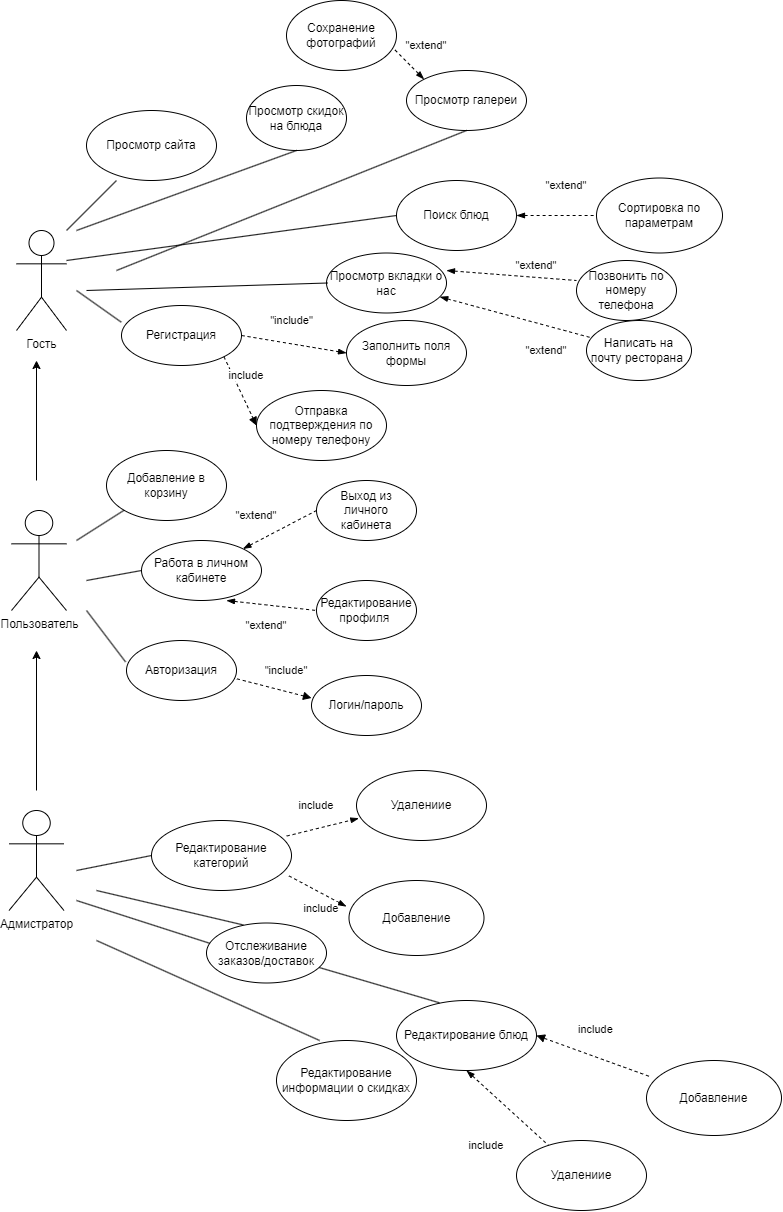 Сохранение
фотографий
"extend"
Просмотр галереи
Просмотр скидок
на блюда
Просмотр сайта
"extend"
Поиск блюд
Сортировка по
параметрам
"extend"
Просмотр вкладки о
нас
Позвонить по
номеру
телефона
Гость
Регистрация
"include"
Заполнить поля
формы
"extend"
Написать на
почту ресторана
include
Отправка
подтверждения по
номеру телефону
Добавление в
корзину
"extend"
Выход из
личного
кабинета
Работа в личном
кабинете
Редактирование
профиля
"extend"
Пользователь
Авторизация
"include"
Логин/пароль
include
Удалениие
Редактирование
категорий
include
Добавление
Адмистратор
Отслеживание
заказов/доставок
Редактирование блюд
include
Редактирование
информации о скидках
Добавление
include
Удалениие